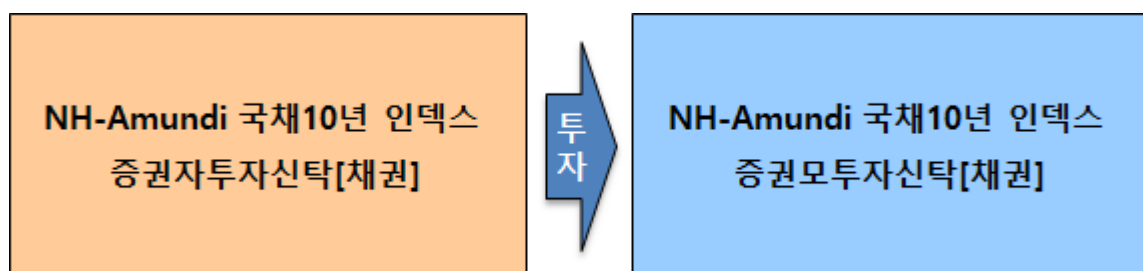 NH-Amundi 국채10년 인덱스
증권자투자신탁[채권]
투
자
NH-Amundi 국채10년 인덱스
증권모투자신탁[채권]